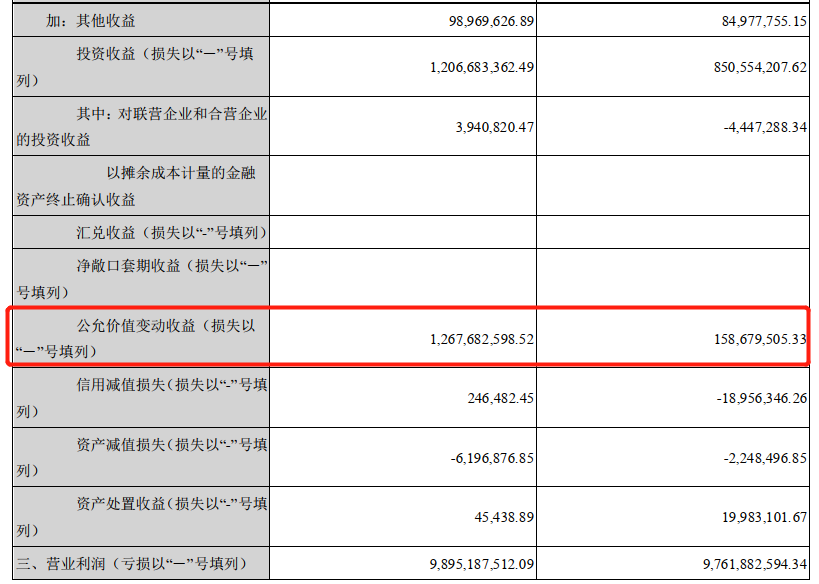 加：其他收益 98,969,626.89 84,977,755.15
投资收益（损失以“－”号填
列） 1,206,683,362.49 850,554,207.62
其中：对联营企业和合营企业
的投资收益 3,940,820.47 -4,447,288.34
以摊余成本计量的金融
资产终止确认收益
汇兑收益（损失以“-”号填列）
净敞口套期收益（损失以“－”
号填列）
公允价值变动收益（损失以
“－”号填列） 1,267,682,598.52 158,679,505.33
信用减值损失（损失以“-”号填
列） 246,482.45 -18,956,346.26
资产减值损失（损失以“-”号填
列） -6,196,876.85 -2,248,496.85
资产处置收益（损失以“-”号填
列） 45,438.89 19,983,101.67
三、营业利润（亏损以“－”号填列） 9,895,187,512.09 9,761,882,594.34